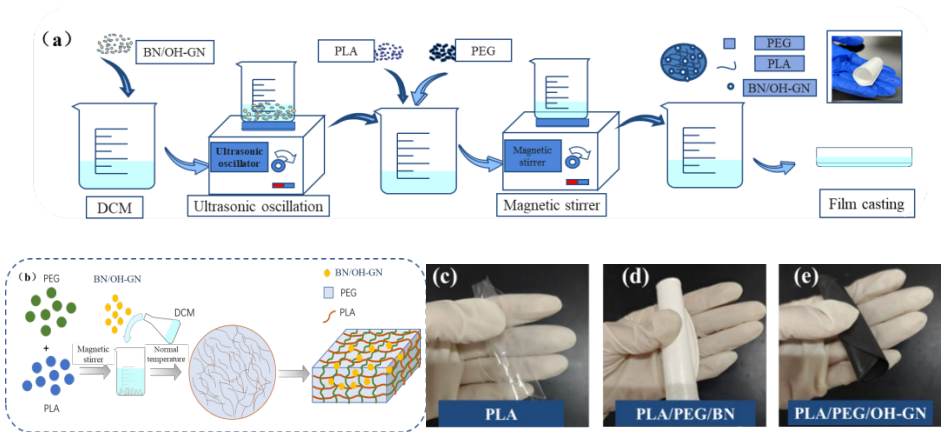 (a)
BN/OH-GN
PLA
PEG
PEG
PLA
BN/OH-GN
Ultrasonic
oscillator
Magnetic
stirrer
DCM
Ultrasonic oscillation
Magnetic stirrer
Film casting
(b)
PEG
BN/OH-GN
DCM
+
Magnetic
stirrer
Normal
temperature
PLA
BN/OH-GN
PEG
PLA
(c)
PLA
(d)
PLA/PEG/BN
(e)
PLA/PEG/OH-GN